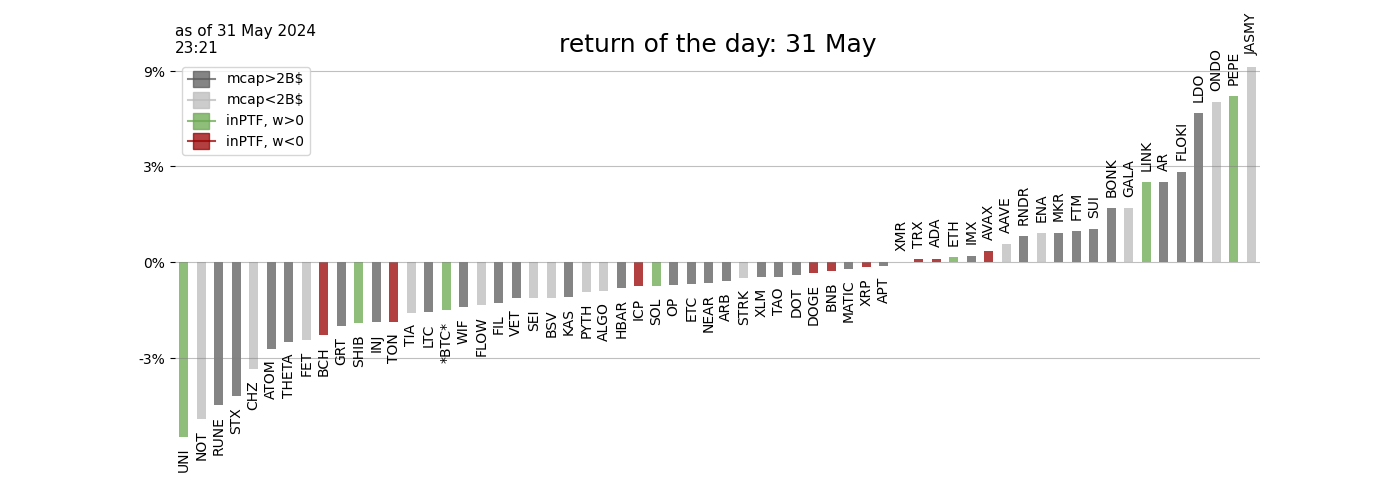 as of 31 May 2024
23:21
return of the day: 31 May
mcap>2B$
mcap<2B$
inPTF, w>0
inPTF, w<0
9%
3%
0%
-3%
UNI
NOT
RUNE
STX
CHZ
ATOM
THETA
FET
BCH
GRT
SHIB
INJ
TON
TIA
LTC
*BTC*
WIF
FLOW
FIL
VET
SEI
BSV
KAS
PYTH
ALGO
HBAR
ICP
SOL
OP
ETC
NEAR
ARB
STRK
XLM
TAO
DOT
DOGE
BNB
MATIC
XRP
APT
XMR
TRX
ADA
ETH
IMX
AVAX
AAVE
RNDR
ENA
MKR
FTM
SUI
BONK
GALA
LINK
AR
FLOKI
LDO
ONDO
PEPE
JASMY